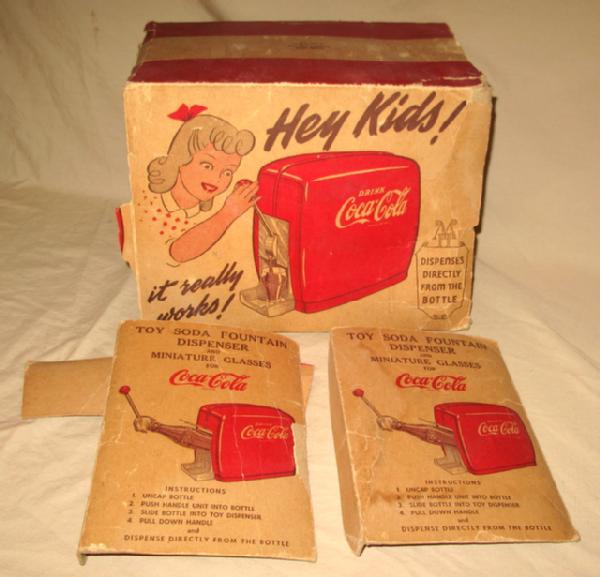 Hey Kids!
DRINK
Coca-Cola
it really
works!
DISPENSES
DIRECTLY
FROM THE
BOTTLE
TOY SODA FOUNTAIN
DISPENSER
AND
MINIATURE GLASSES
FOR
Coca-Cola
Coca-Cola
INSTRUCTIONS
1. UNCAP BOTTLE
2. PUSH HANDLE UNIT INTO BOTTLE
3. SLIDE BOTTLE INTO TOY DISPENSER
4. PULL DOWN HANDLE
and
DISPENSE DIRECTLY FROM THE BOTTLE
TOY SODA FOUNTAIN
DISPENSER
AND
MINIATURE GLASSES
FOR
Coca-Cola
Coca-Cola
INSTRUCTIONS
1. UNCAP BOTTLE
2. PUSH HANDLE UNIT INTO BOTTLE
3. SLIDE BOTTLE INTO TOY DISPENSER
4. PULL DOWN HANDLE
and
DISPENSE DIRECTLY FROM THE BOTTLE